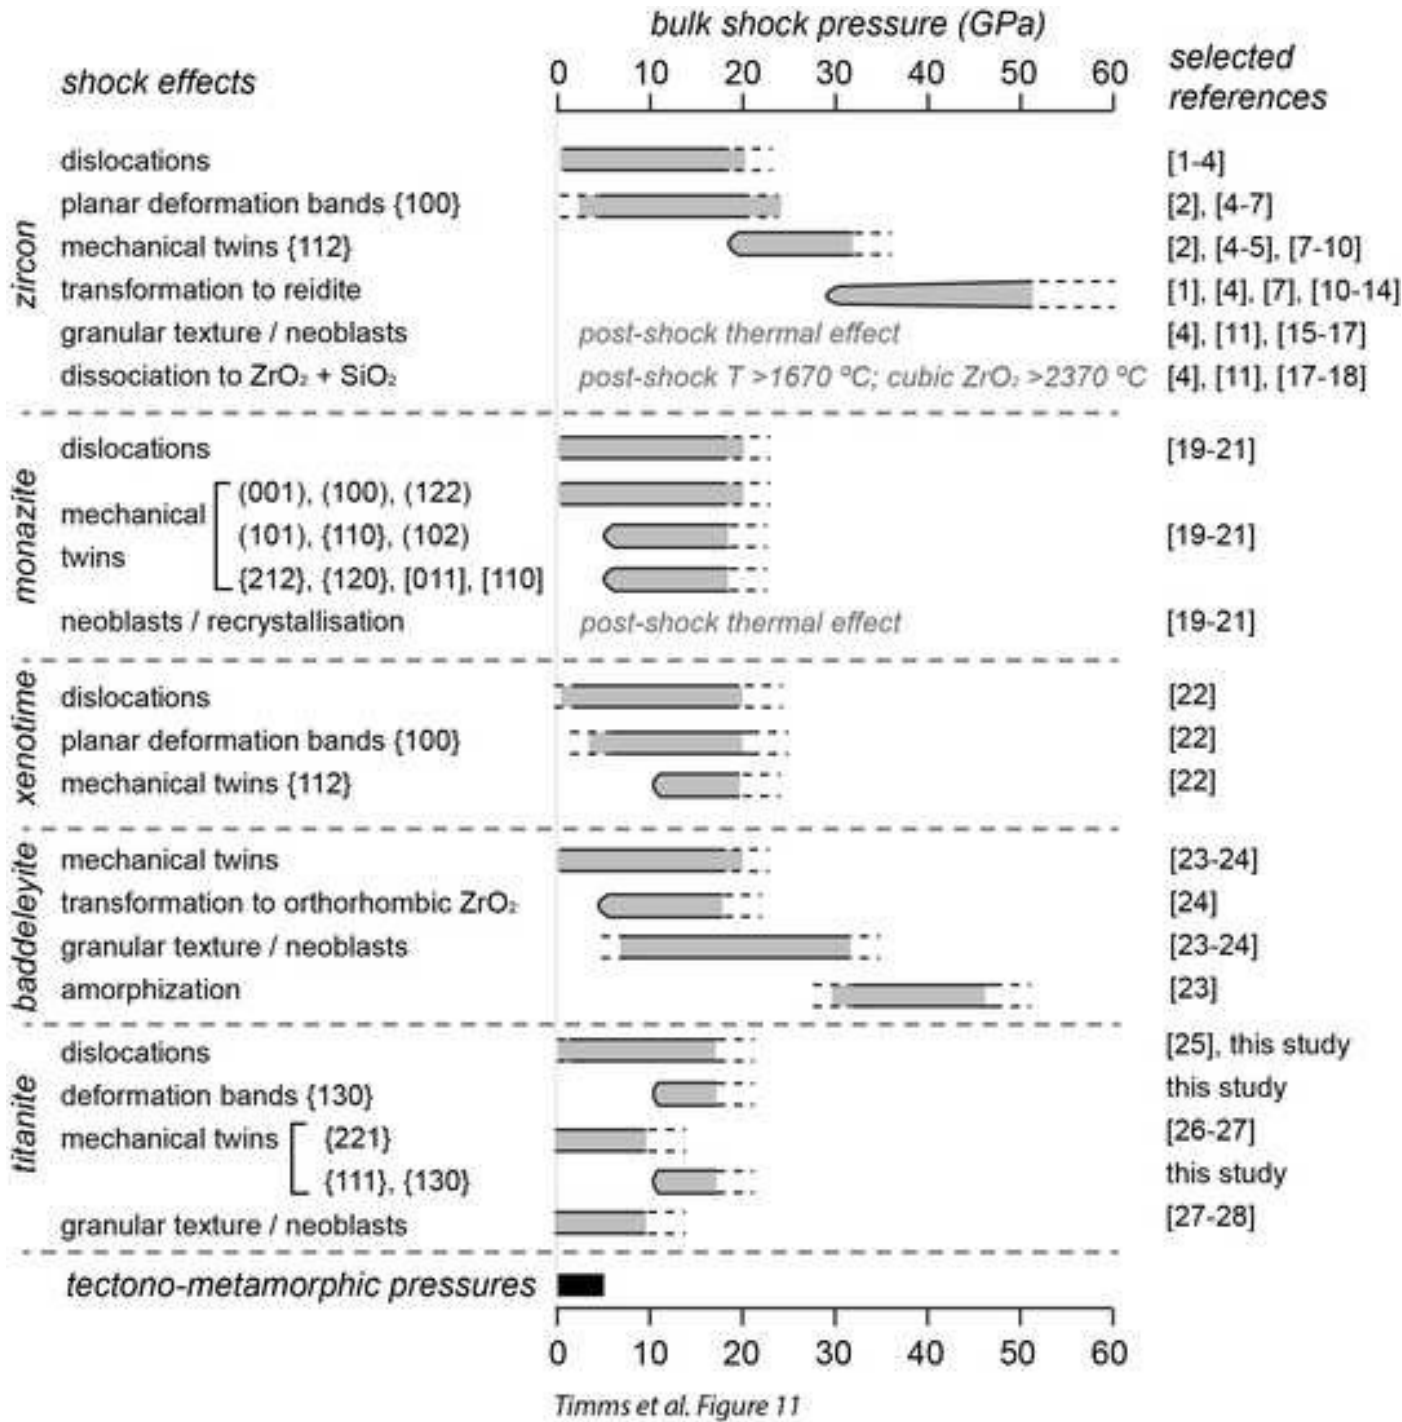 bulk shock pressure (GPa)
shock effects
0 10 20 30 40 50 60
selected
references
zircon
dislocations [1-4]
planar deformation bands {100} [2], [4-7]
mechanical twins {112} [2], [4-5], [7-10]
transformation to reidite [1], [4], [7], [10-14]
granular texture / neoblasts post-shock thermal effect [4], [11], [15-17]
dissociation to ZrO₂ + SiO₂ post-shock T >1670 ºC; cubic ZrO₂ >2370 ºC [4], [11], [17-18]
monazite
dislocations [19-21]
mechanical
twins
(001), (100), (122)
(101), {110}, (102) [19-21]
{212}, {120}, [011], [110]
neoblasts / recrystallisation post-shock thermal effect [19-21]
xenotime
dislocations [22]
planar deformation bands {100} [22]
mechanical twins {112} [22]
baddeleyite
mechanical twins [23-24]
transformation to orthorhombic ZrO₂ [24]
granular texture / neoblasts [23-24]
amorphization [23]
titanite
dislocations [25], this study
deformation bands {130} this study
mechanical twins {221} [26-27]
{111}, {130} this study
granular texture / neoblasts [27-28]
tectono-metamorphic pressures
0 10 20 30 40 50 60
Timms et al. Figure 11